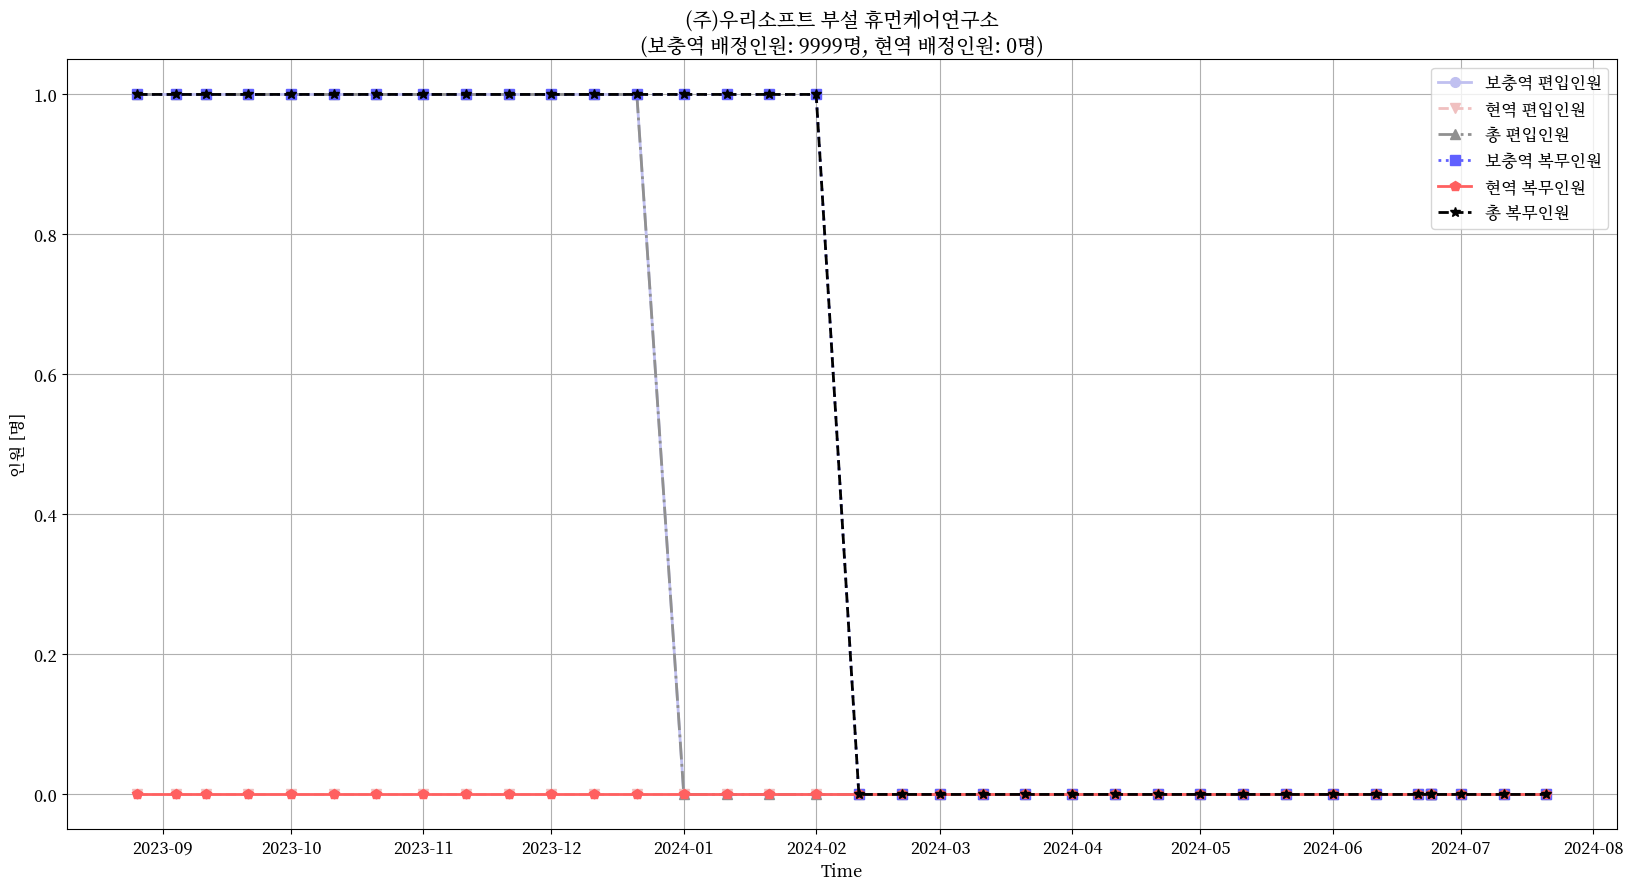 (주)우리소프트 부설 휴먼케어연구소
(보충역 배정인원: 9999명, 현역 배정인원: 0명)
보충역 편입인원
현역 편입인원
총 편입인원
보충역 복무인원
현역 복무인원
총 복무인원
인원 [명]
1.0
0.8
0.6
0.4
0.2
0.0
2023-09 2023-10 2023-11 2023-12 2024-01 2024-02 2024-03 2024-04 2024-05 2024-06 2024-07 2024-08
Time